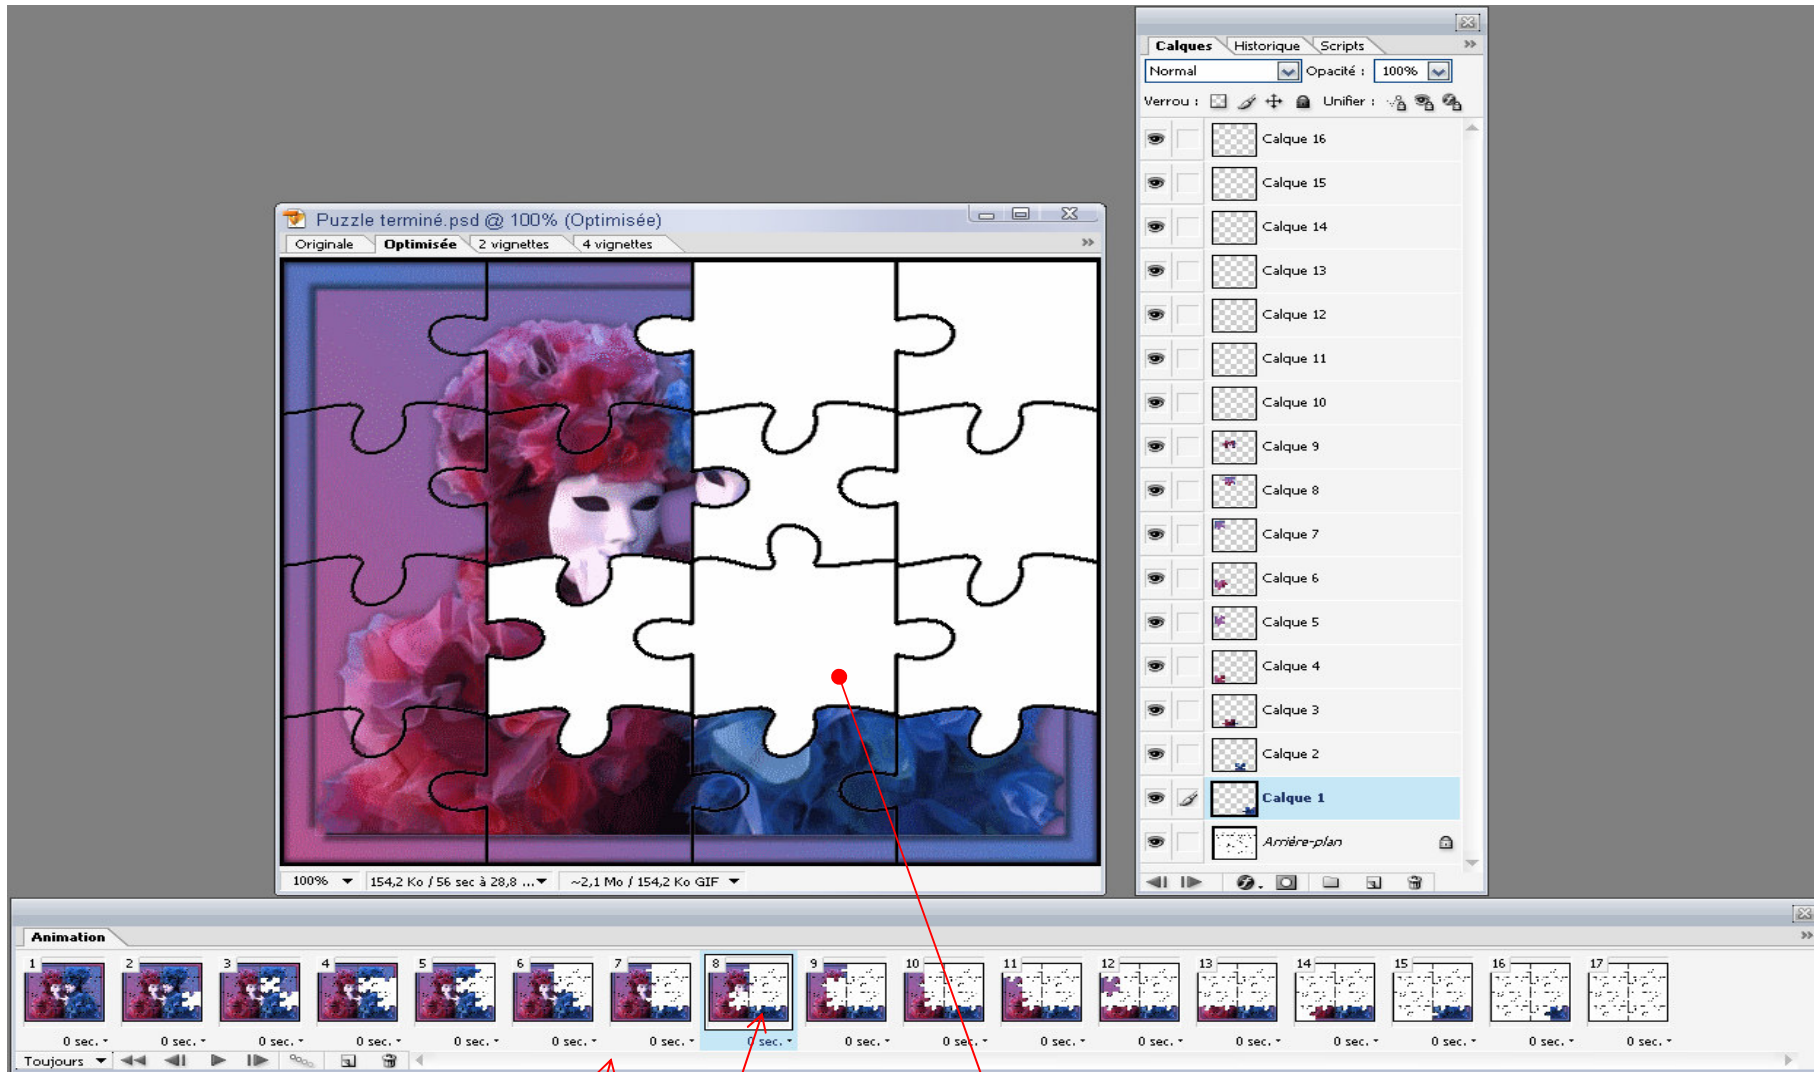 Calques Historique Scripts
Normal Opacité : 100%
Verrou : Unifier :
Calque 16
Calque 15
Calque 14
Calque 13
Calque 12
Calque 11
Calque 10
Calque 9
Calque 8
Calque 7
Calque 6
Calque 5
Calque 4
Calque 3
Calque 2
Calque 1
Arrière-plan
Puzzle terminé.psd @ 100% (Optimisée)
Originale Optimisée 2 vignettes 4 vignettes
100% 154,2 Ko / 56 sec à 28,8 ... ~2,1 Mo / 154,2 Ko GIF
Animation
1 2 3 4 5 6 7 8 9 10 11 12 13 14 15 16 17
0 sec. 0 sec. 0 sec. 0 sec. 0 sec. 0 sec. 0 sec. 0 sec. 0 sec. 0 sec. 0 sec. 0 sec. 0 sec. 0 sec. 0 sec. 0 sec. 0 sec.
Toujours